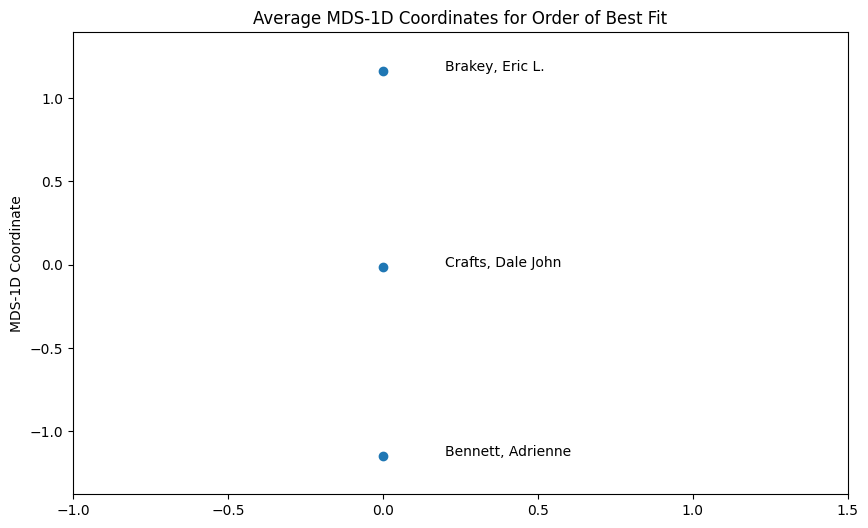 Average MDS-1D Coordinates for Order of Best Fit
Brakey, Eric L.
1.0
0.5
MDS-1D Coordinate
0.0
Crafts, Dale John
−0.5
−1.0
Bennett, Adrienne
−1.0
−0.5
0.0
0.5
1.0
1.5